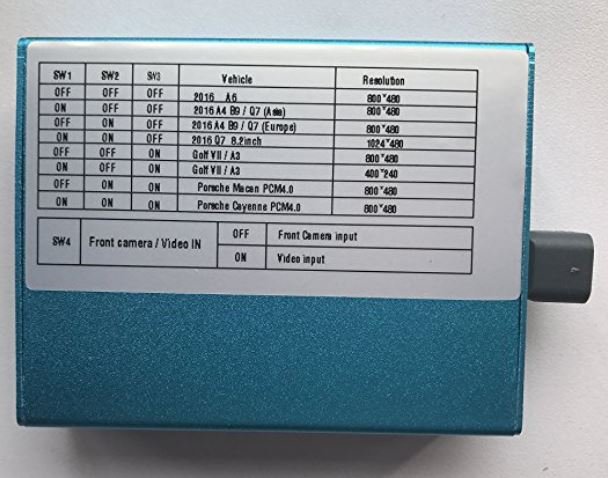 SW1 SW2 SW3 Vehicle Resolution
OFF OFF OFF 2016 A6 800*480
ON OFF OFF 2016 A4 B9 / Q7 (Asia) 800*480
OFF ON OFF 2016 A4 B9 / Q7 (Europe) 800*480
ON ON OFF 2016 Q7 8.2inch 1024*480
OFF OFF ON Golf VII / A3 800*480
ON OFF ON Golf VII / A3 400*240
OFF ON ON Porsche Macan PCM4.0 800*480
ON ON ON Porsche Cayenne PCM4.0 800*480
SW4 Front camera / Video IN OFF Front Camera input
ON Video input